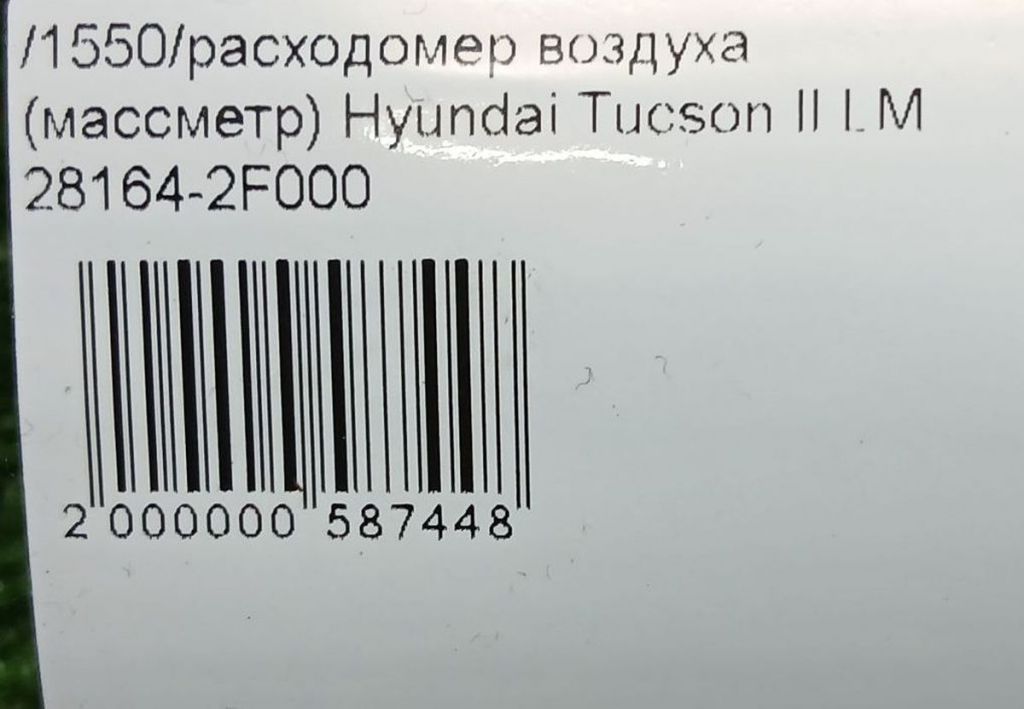 /1550/расходомер воздуха
(массметр) Hyundai Tucson II LM
28164-2F000
2 000000 587448